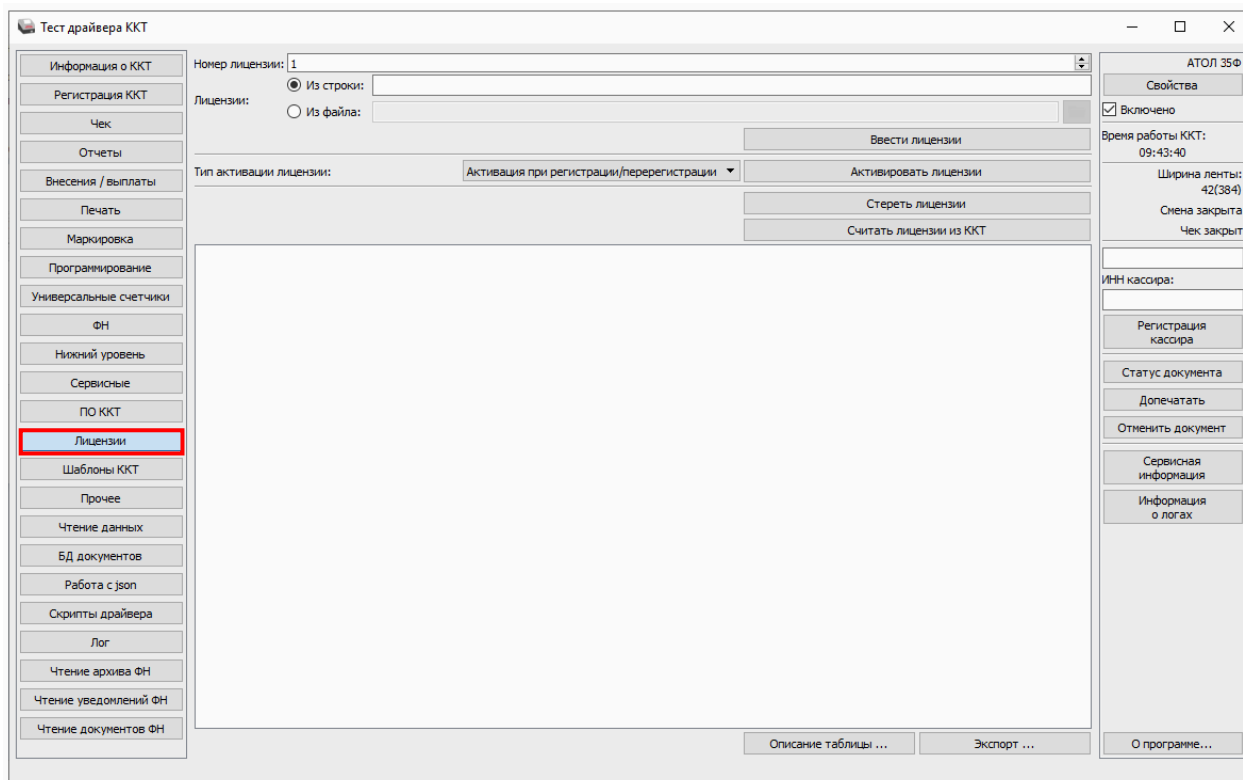 Тест драйвера ККТ
Информация о ККТ
Регистрация ККТ
Чек
Отчеты
Внесения / выплаты
Печать
Маркировка
Программирование
Универсальные счетчики
ФН
Нижний уровень
Сервисные
ПО ККТ
Лицензии
Шаблоны ККТ
Прочее
Чтение данных
БД документов
Работа с json
Скрипты драйвера
Лог
Чтение архива ФН
Чтение уведомлений ФН
Чтение документов ФН
Номер лицензии: 1
Лицензии:
Из строки:
Из файла:
Ввести лицензии
Тип активации лицензии: Активация при регистрации/перерегистрации Активировать лицензии
Стереть лицензии
Считать лицензии из ККТ
Описание таблицы ... Экспорт ...
АТОЛ 35Ф
Свойства
Включено
Время работы ККТ:
09:43:40
Ширина ленты:
42(384)
Смена закрыта
Чек закрыт
ИНН кассира:
Регистрация
кассира
Статус документа
Допечатать
Отменить документ
Сервисная
информация
Информация
о логах
О программе...